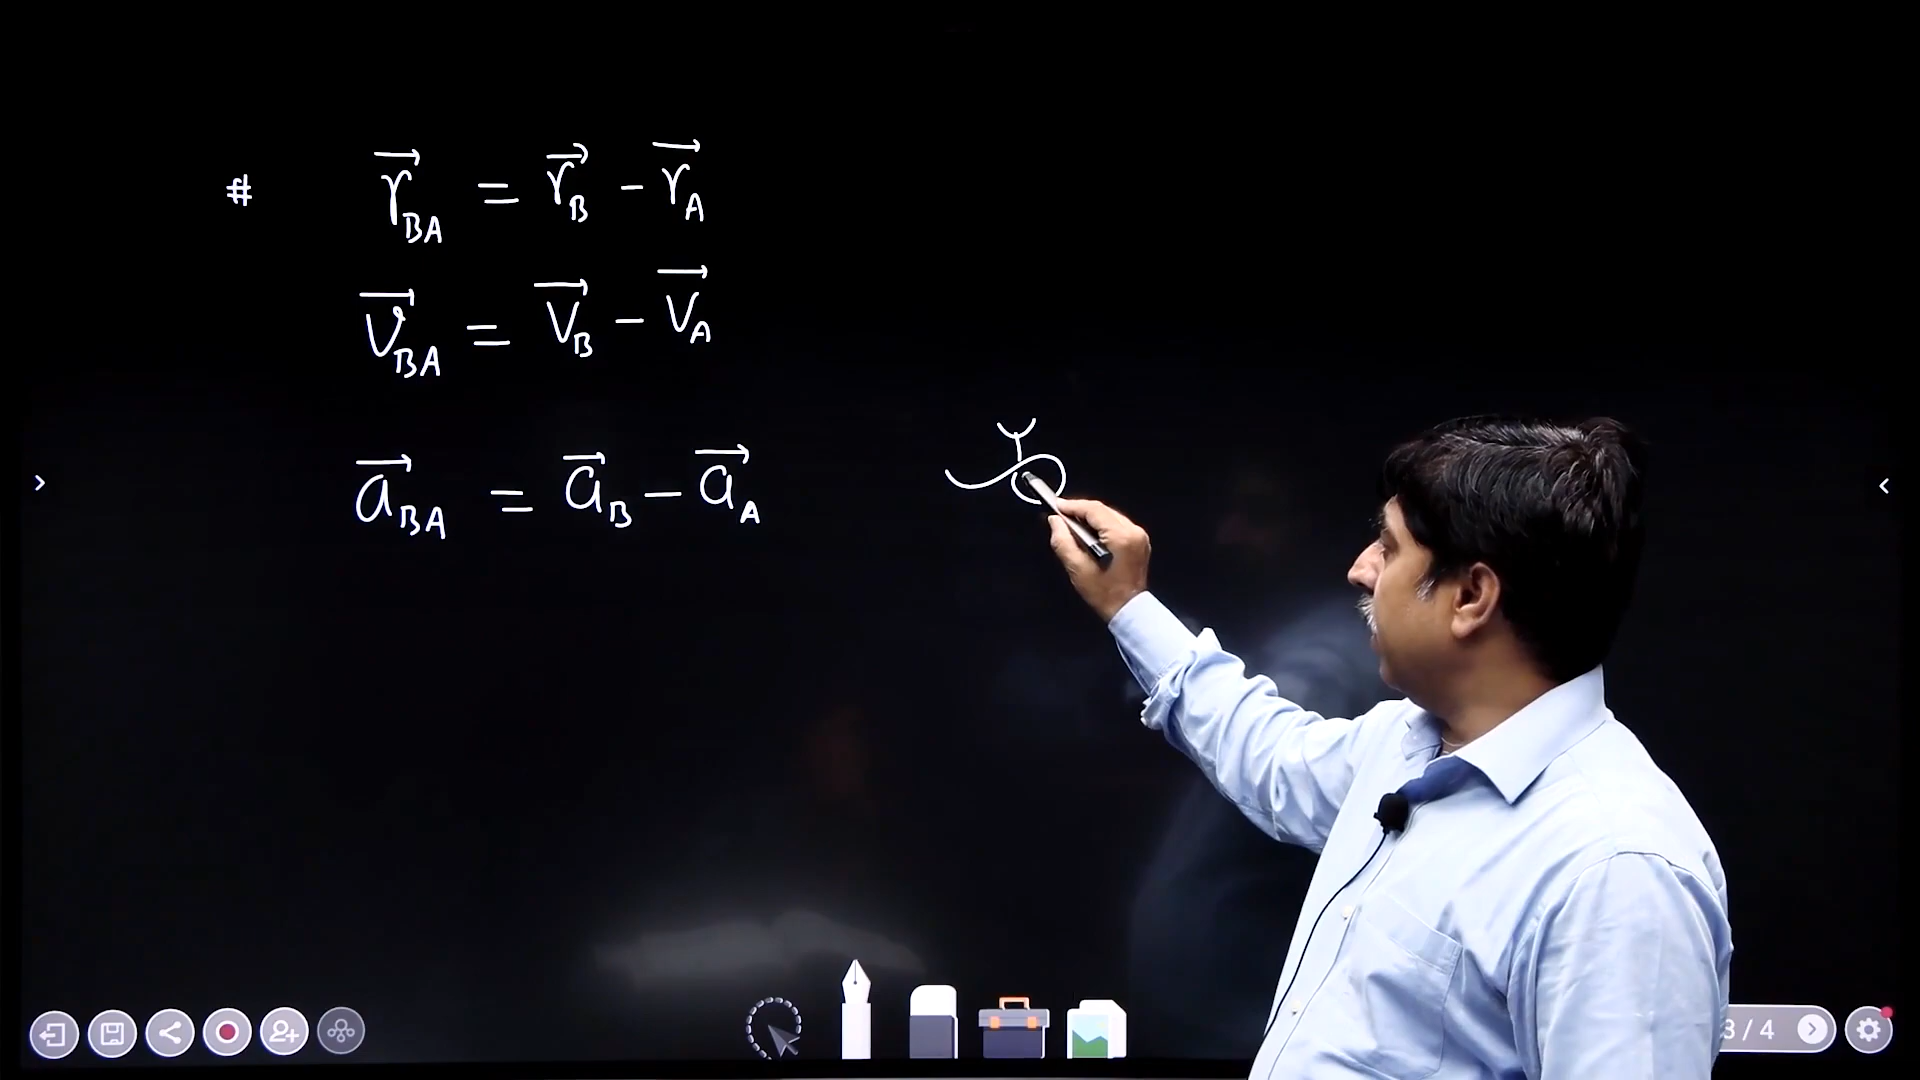 # r⃗_BA = r⃗_B - r⃗_A
v⃗_BA = v⃗_B - v⃗_A
a⃗_BA = a⃗_B - a⃗_A
3 / 4